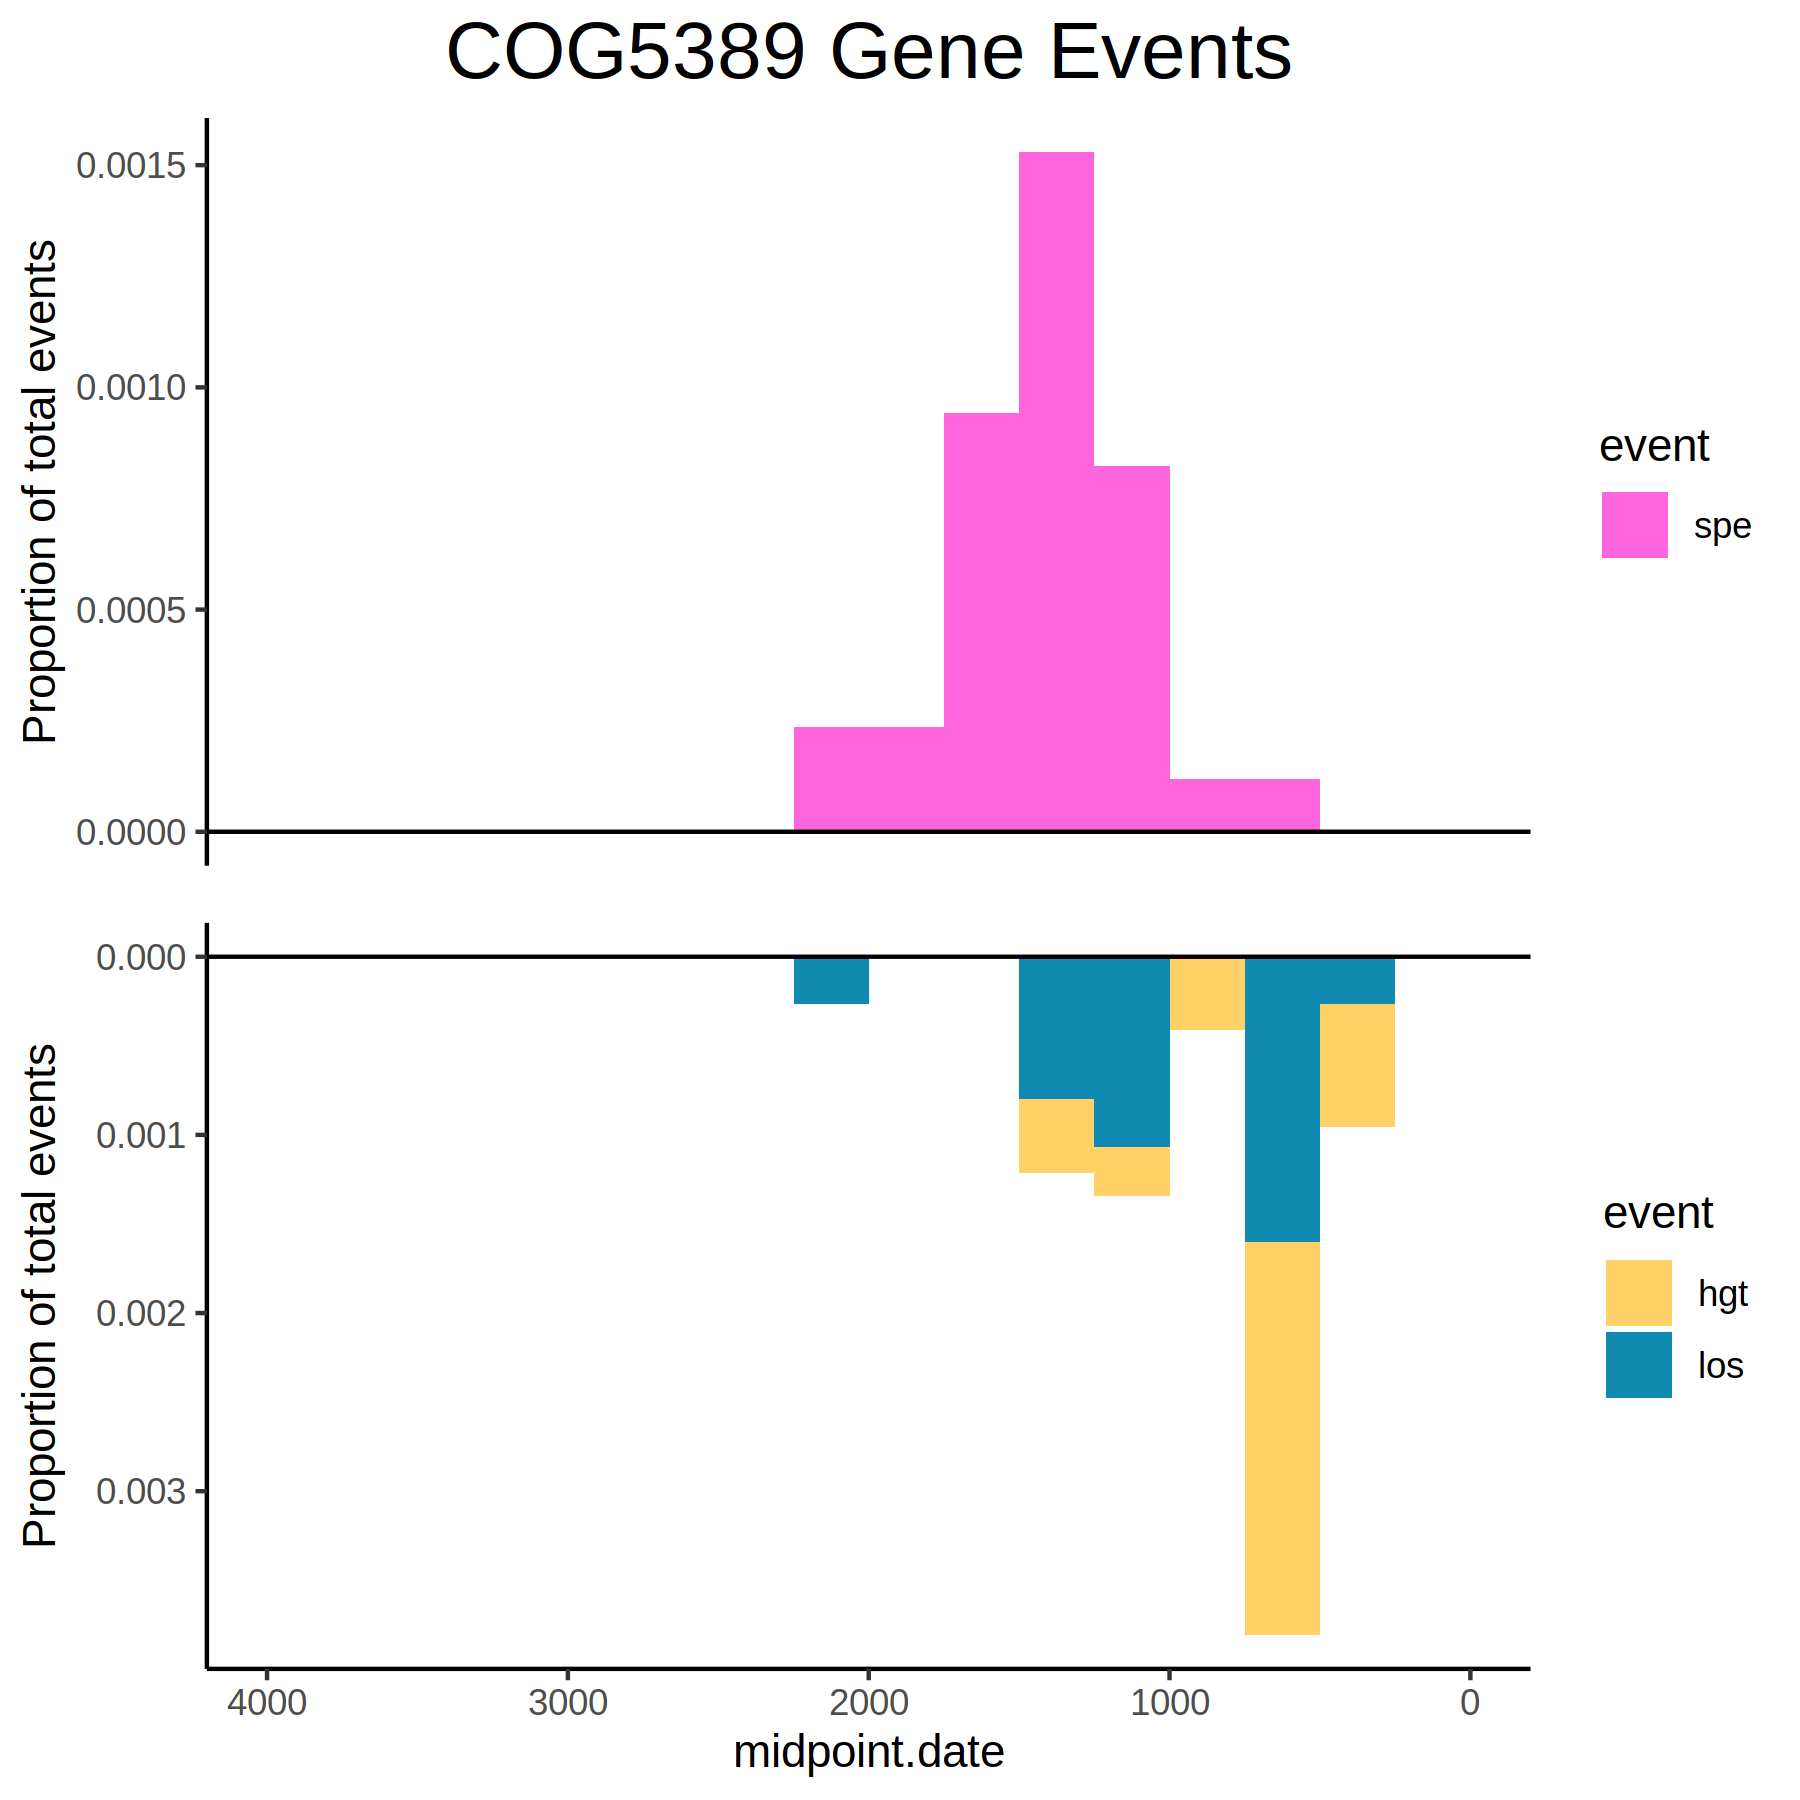 COG5389 Gene Events
Proportion of total events
0.0015
0.0010
0.0005
0.0000
event
spe
Proportion of total events
0.000
0.001
0.002
0.003
event
hgt
los
4000 3000 2000 1000 0
midpoint.date